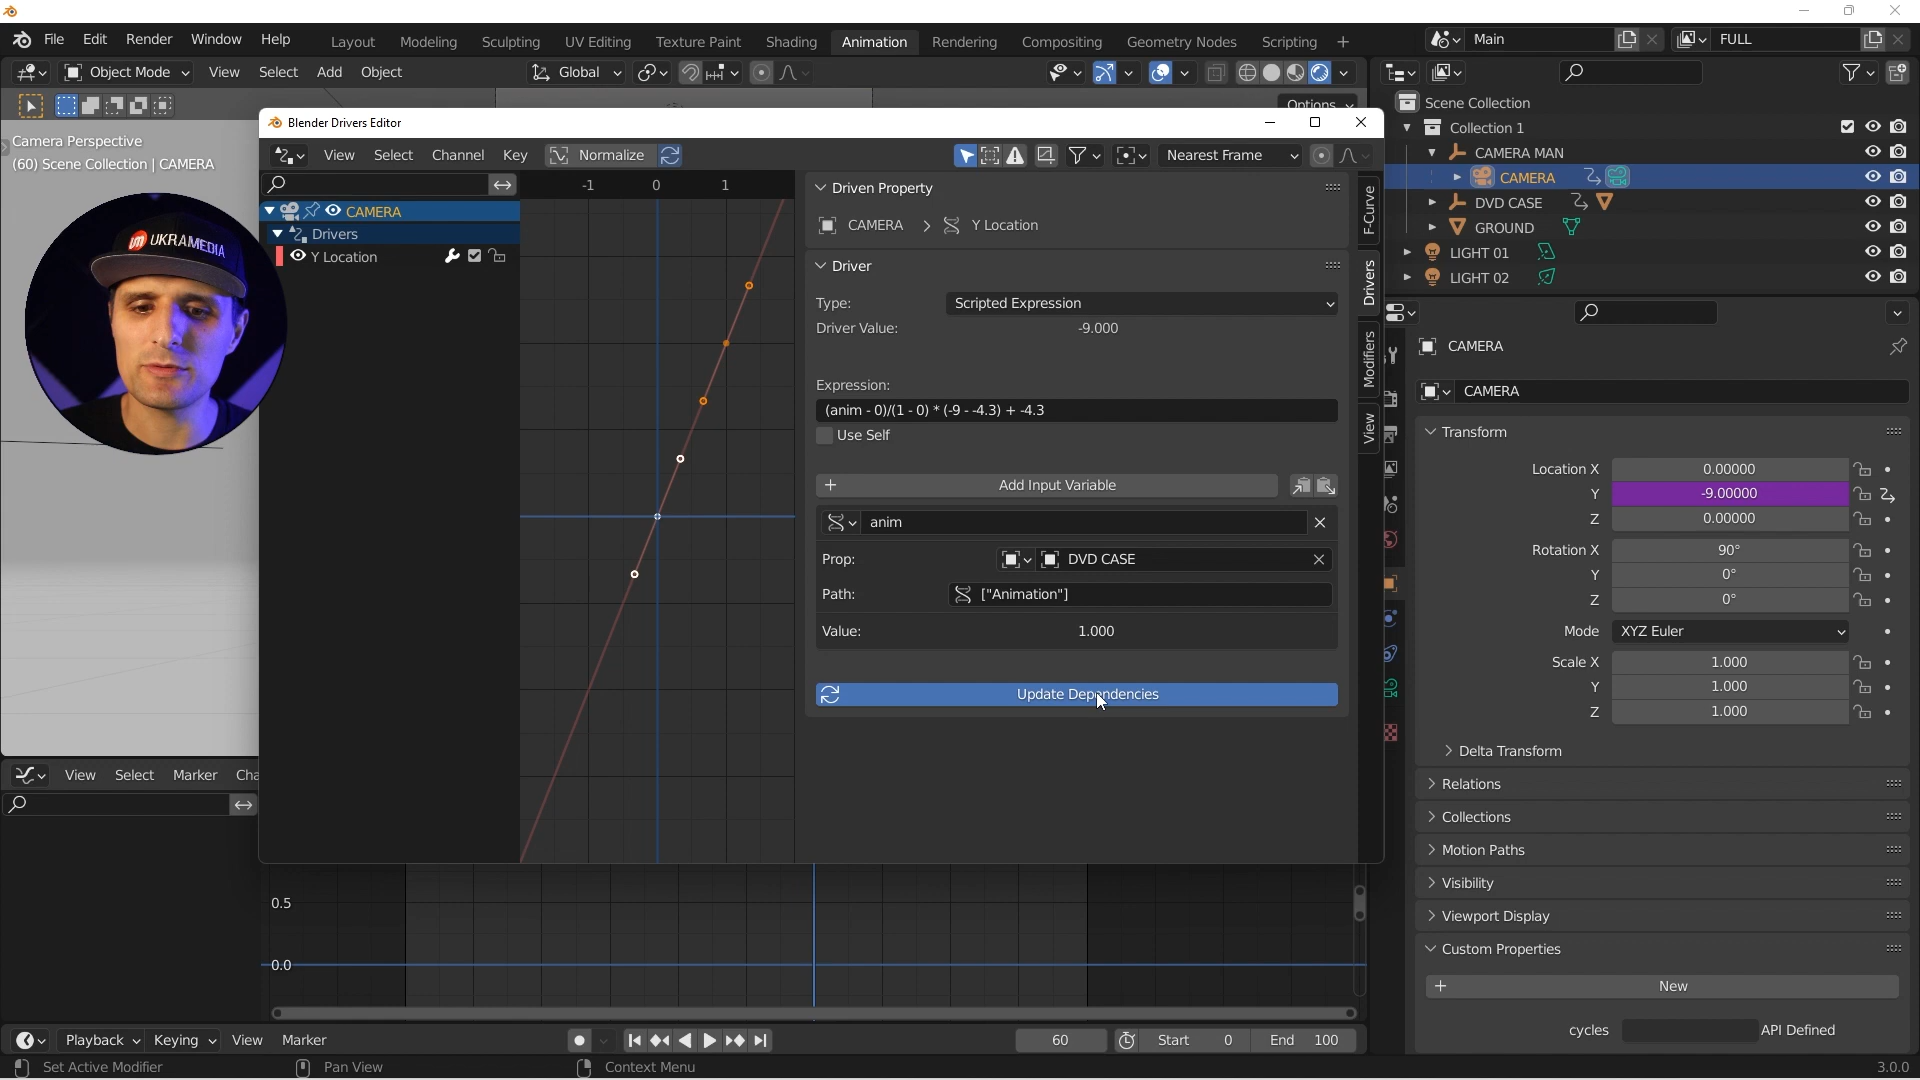 File Edit Render Window Help Layout Modeling Sculpting UV Editing Texture Paint Shading Animation Rendering Compositing Geometry Nodes Scripting + Main FULL
Object Mode View Select Add Object Global
Options
Camera Perspective
(60) Scene Collection | CAMERA
UKRAMEDIA
Blender Drivers Editor
View Select Channel Key Normalize Nearest Frame
-1 0 1
CAMERA
Drivers
Y Location
Driven Property
CAMERA Y Location
Driver
Type: Scripted Expression
Driver Value: -9.000
Expression:
(anim - 0)/(1 - 0) * (-9 - -4.3) + -4.3
Use Self
+ Add Input Variable
anim
Prop: DVD CASE
Path: ["Animation"]
Value: 1.000
Update Dependencies
F-Curve
Drivers
Modifiers
View
Scene Collection
Collection 1
CAMERA MAN
CAMERA
DVD CASE
GROUND
LIGHT 01
LIGHT 02
CAMERA
CAMERA
Transform
Location X 0.00000
Y -9.00000
Z 0.00000
Rotation X 90°
Y 0°
Z 0°
Mode XYZ Euler
Scale X 1.000
Y 1.000
Z 1.000
Delta Transform
Relations
Collections
Motion Paths
Visibility
Viewport Display
Custom Properties
+ New
cycles API Defined
View Select Marker Cha
0.5
0.0
Playback Keying View Marker 60 Start 0 End 100
Set Active Modifier Pan View Context Menu 3.0.0